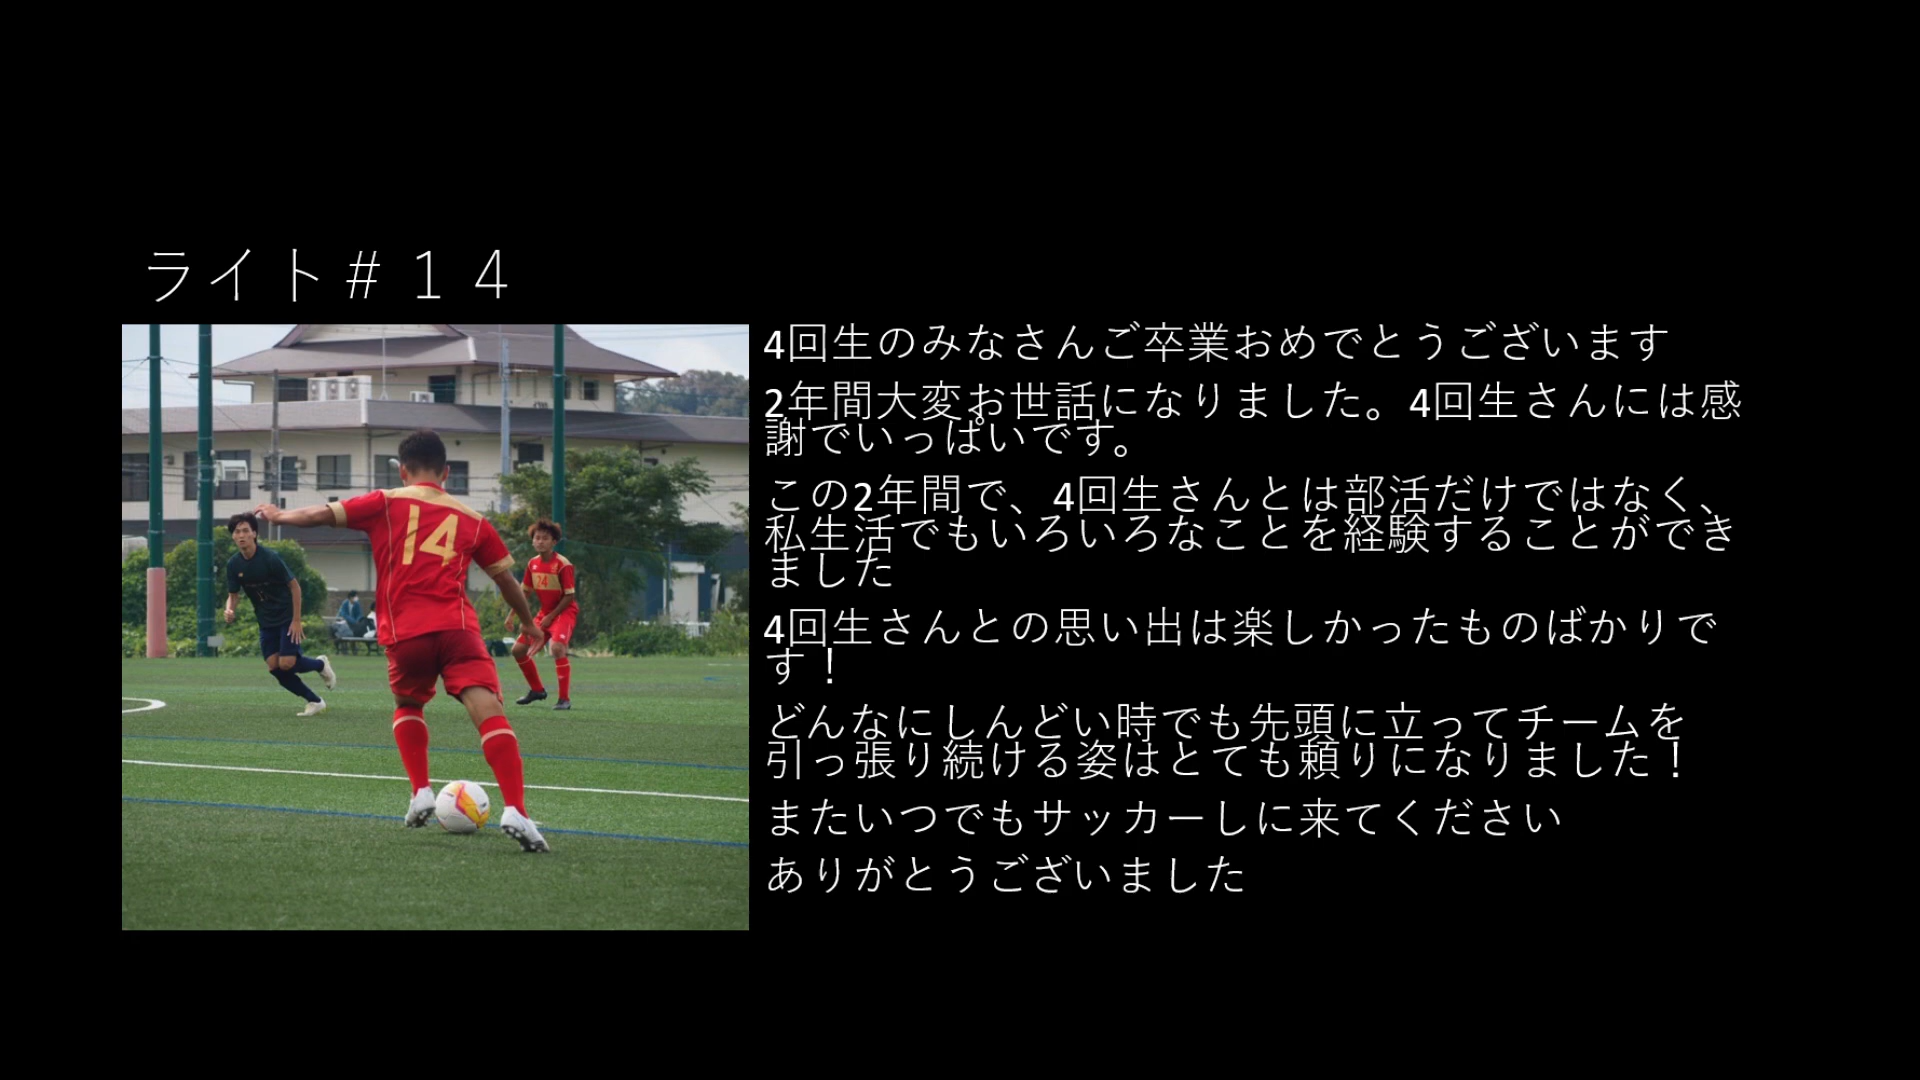 ライト＃１４
4回生のみなさんご卒業おめでとうございます
2年間大変お世話になりました。4回生さんには感
謝でいっぱいです。
この2年間で、4回生さんとは部活だけではなく、
私生活でもいろいろなことを経験することができ
ました
4回生さんとの思い出は楽しかったものばかりで
す！
どんなにしんどい時でも先頭に立ってチームを
引っ張り続ける姿はとても頼りになりました！
またいつでもサッカーしに来てください
ありがとうございました
14
74